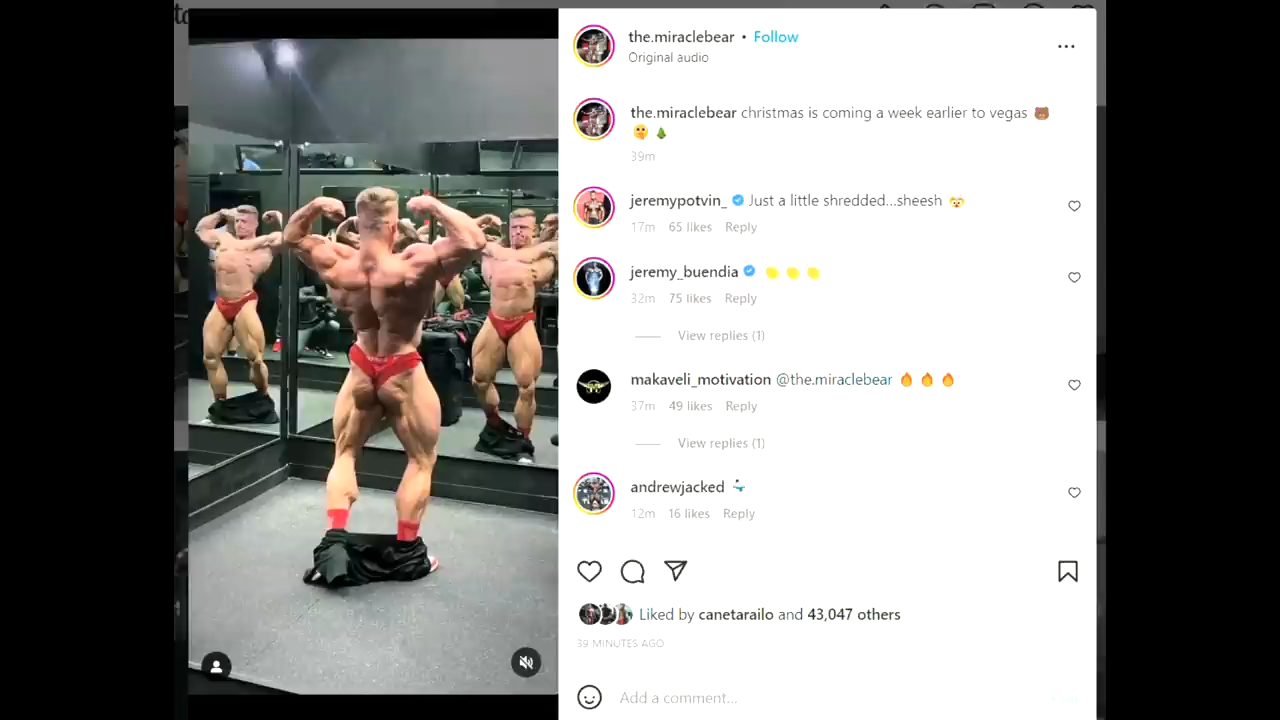 the.miraclebear • Follow
Original audio
the.miraclebear christmas is coming a week earlier to vegas 🐻
🤫 🎄
39m
jeremypotvin_ Just a little shredded...sheesh 🤯
17m 65 likes Reply
jeremy_buendia 👏 👏 👏
32m 75 likes Reply
View replies (1)
makaveli_motivation @the.miraclebear 🔥 🔥 🔥
37m 49 likes Reply
View replies (1)
andrewjacked
12m 16 likes Reply
Liked by canetarailo and 43,047 others
39 MINUTES AGO
Add a comment...